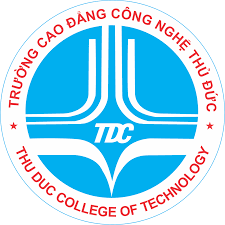 TRƯỜNG CAO ĐẲNG CÔNG NGHỆ THỦ ĐỨC
TDC
THU DUC COLLEGE OF TECHNOLOGY